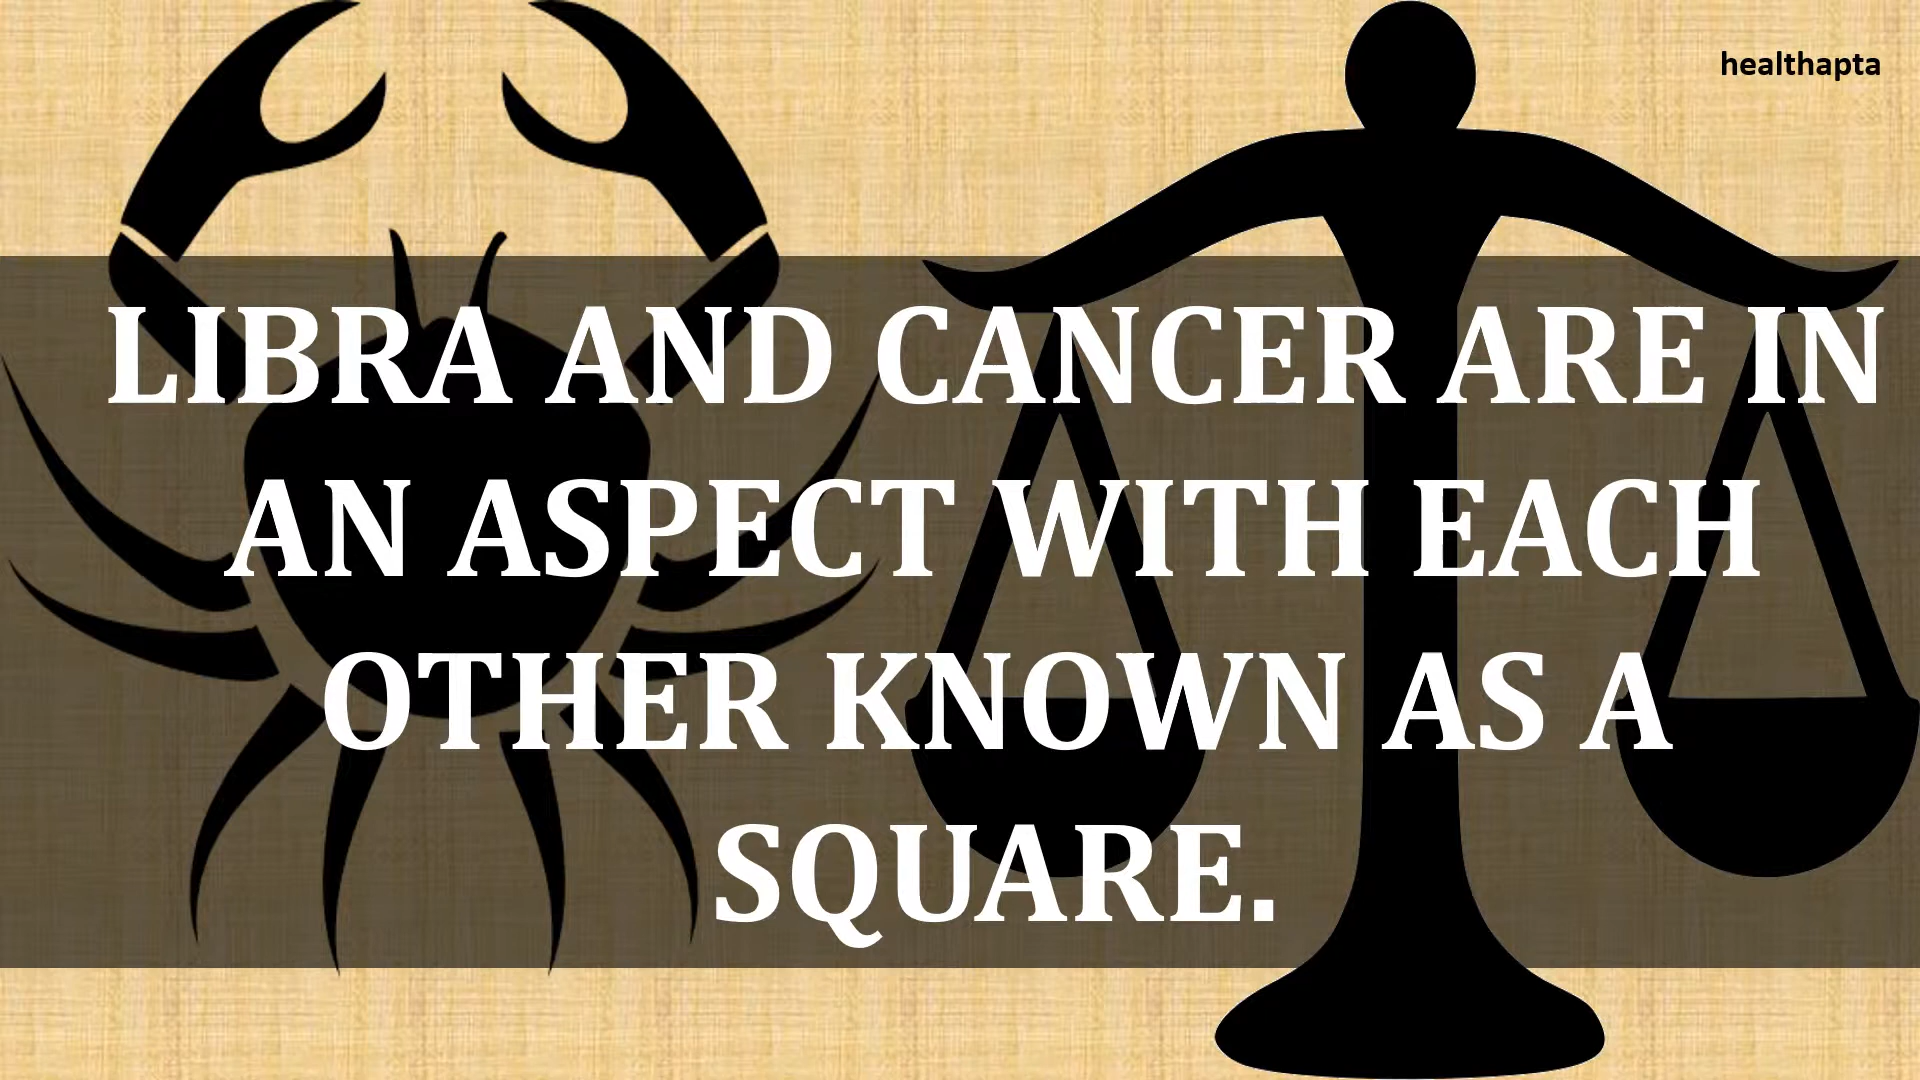 healthapta
LIBRA AND CANCER ARE IN
AN ASPECT WITH EACH
OTHER KNOWN AS A
SQUARE.